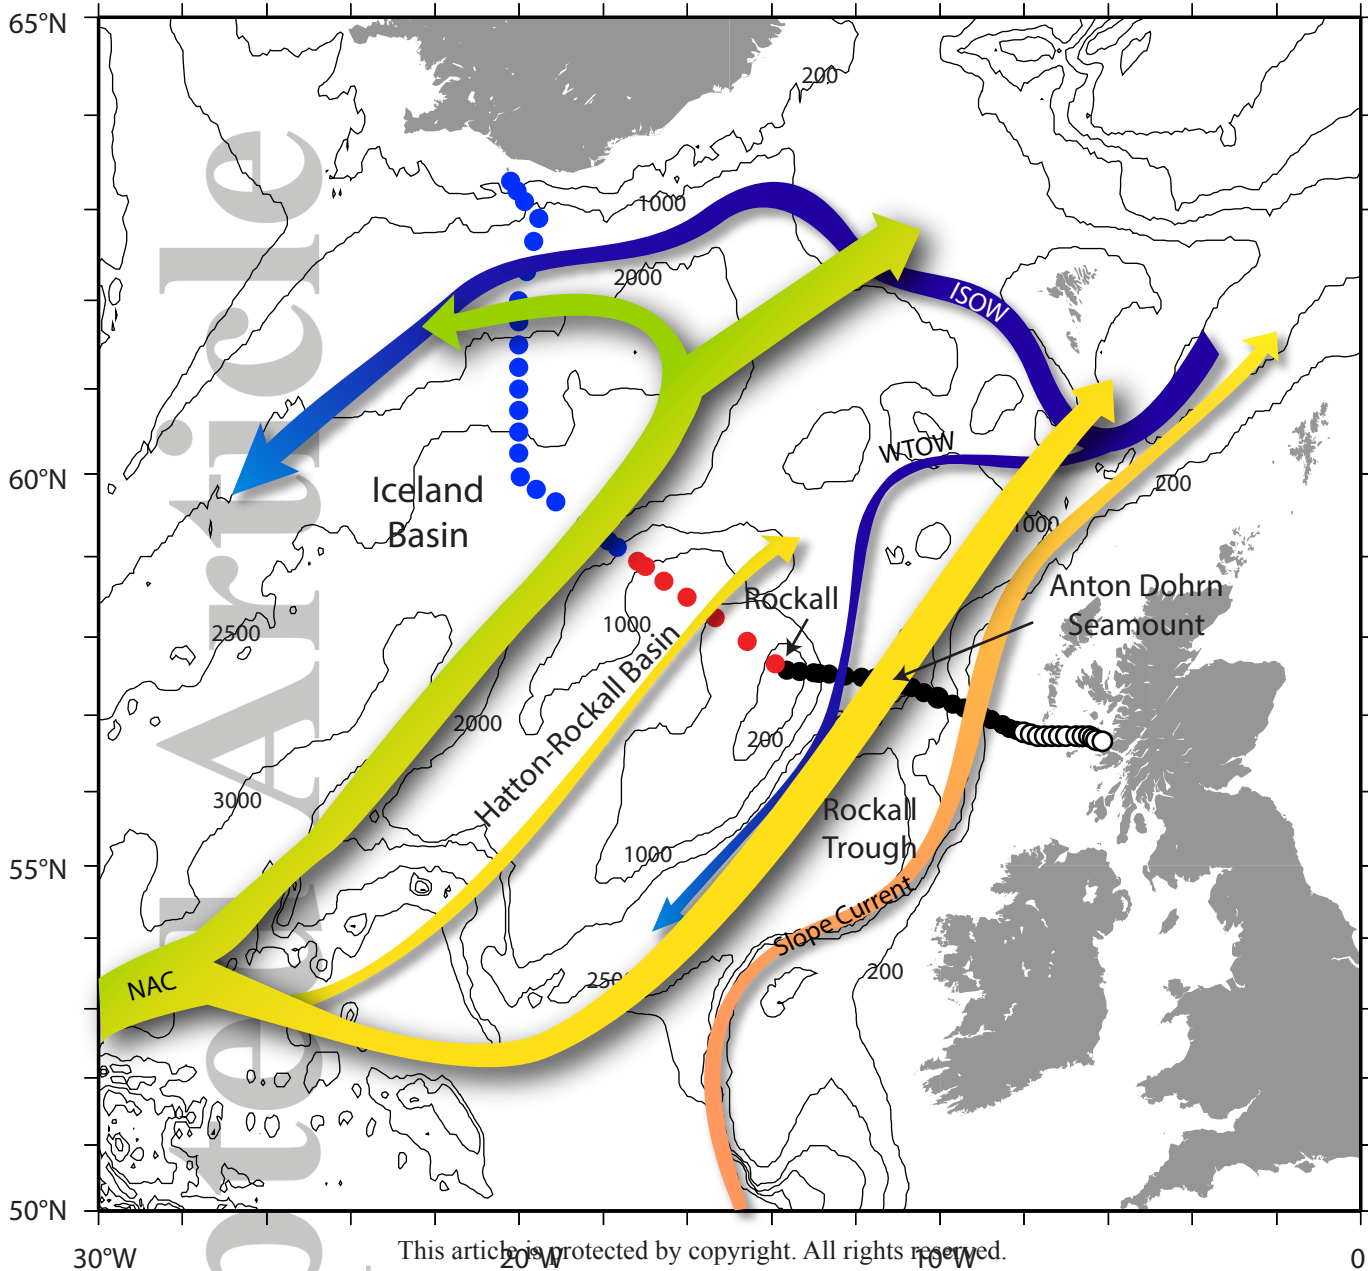 65°N
200
1000
2000
ISOW
WTOW
60°N
200
Iceland
Basin
1000
Anton Dohrn
Seamount
Rockall
1000
2500
Hatton-Rockall Basin
2000
200
3000
Rockall
Trough
1000
55°N
Slope Current
200
2500
NAC
50°N
30°W
20°W
10°W
0
This article is protected by copyright. All rights reserved.
Article